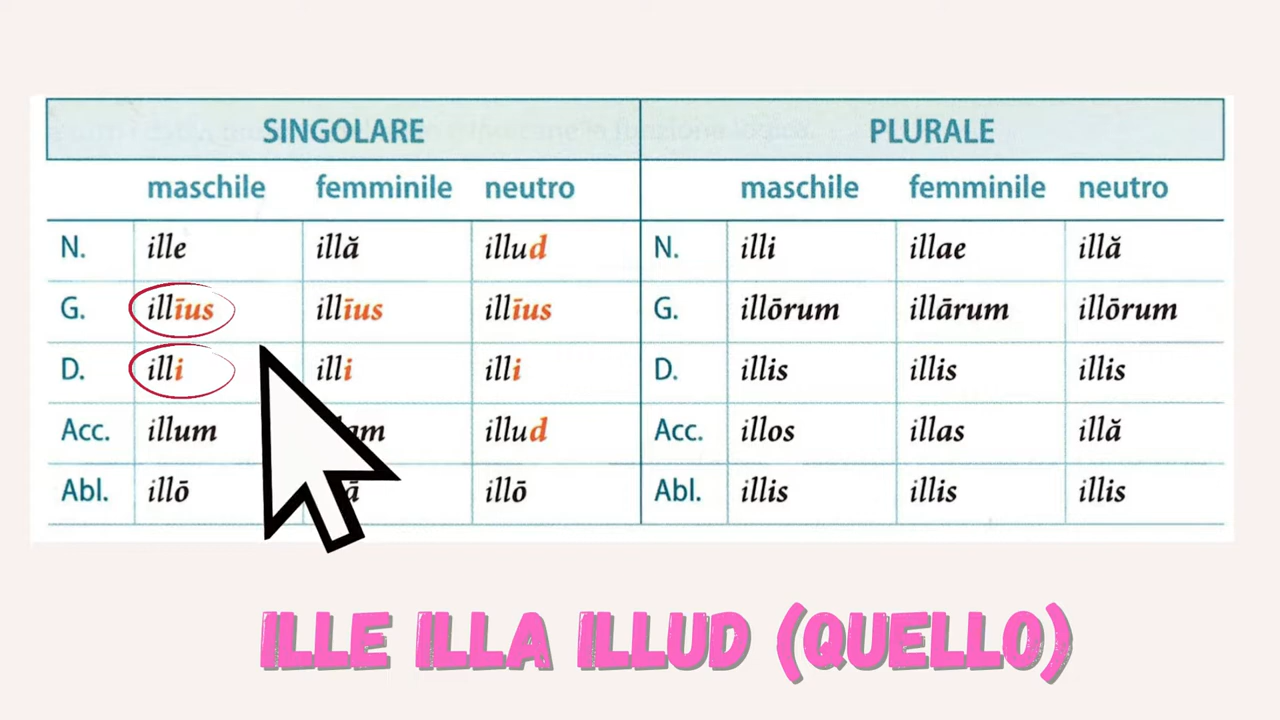 SINGOLARE PLURALE
maschile femminile neutro maschile femminile neutro
N. ille illă illud N. illi illae illă
G. illīus illīus illīus G. illōrum illārum illōrum
D. illi illi illi D. illis illis illis
Acc. illum illud Acc. illos illas illă
Abl. illō illō Abl. illis illis illis
ILLE ILLA ILLUD (QUELLO)